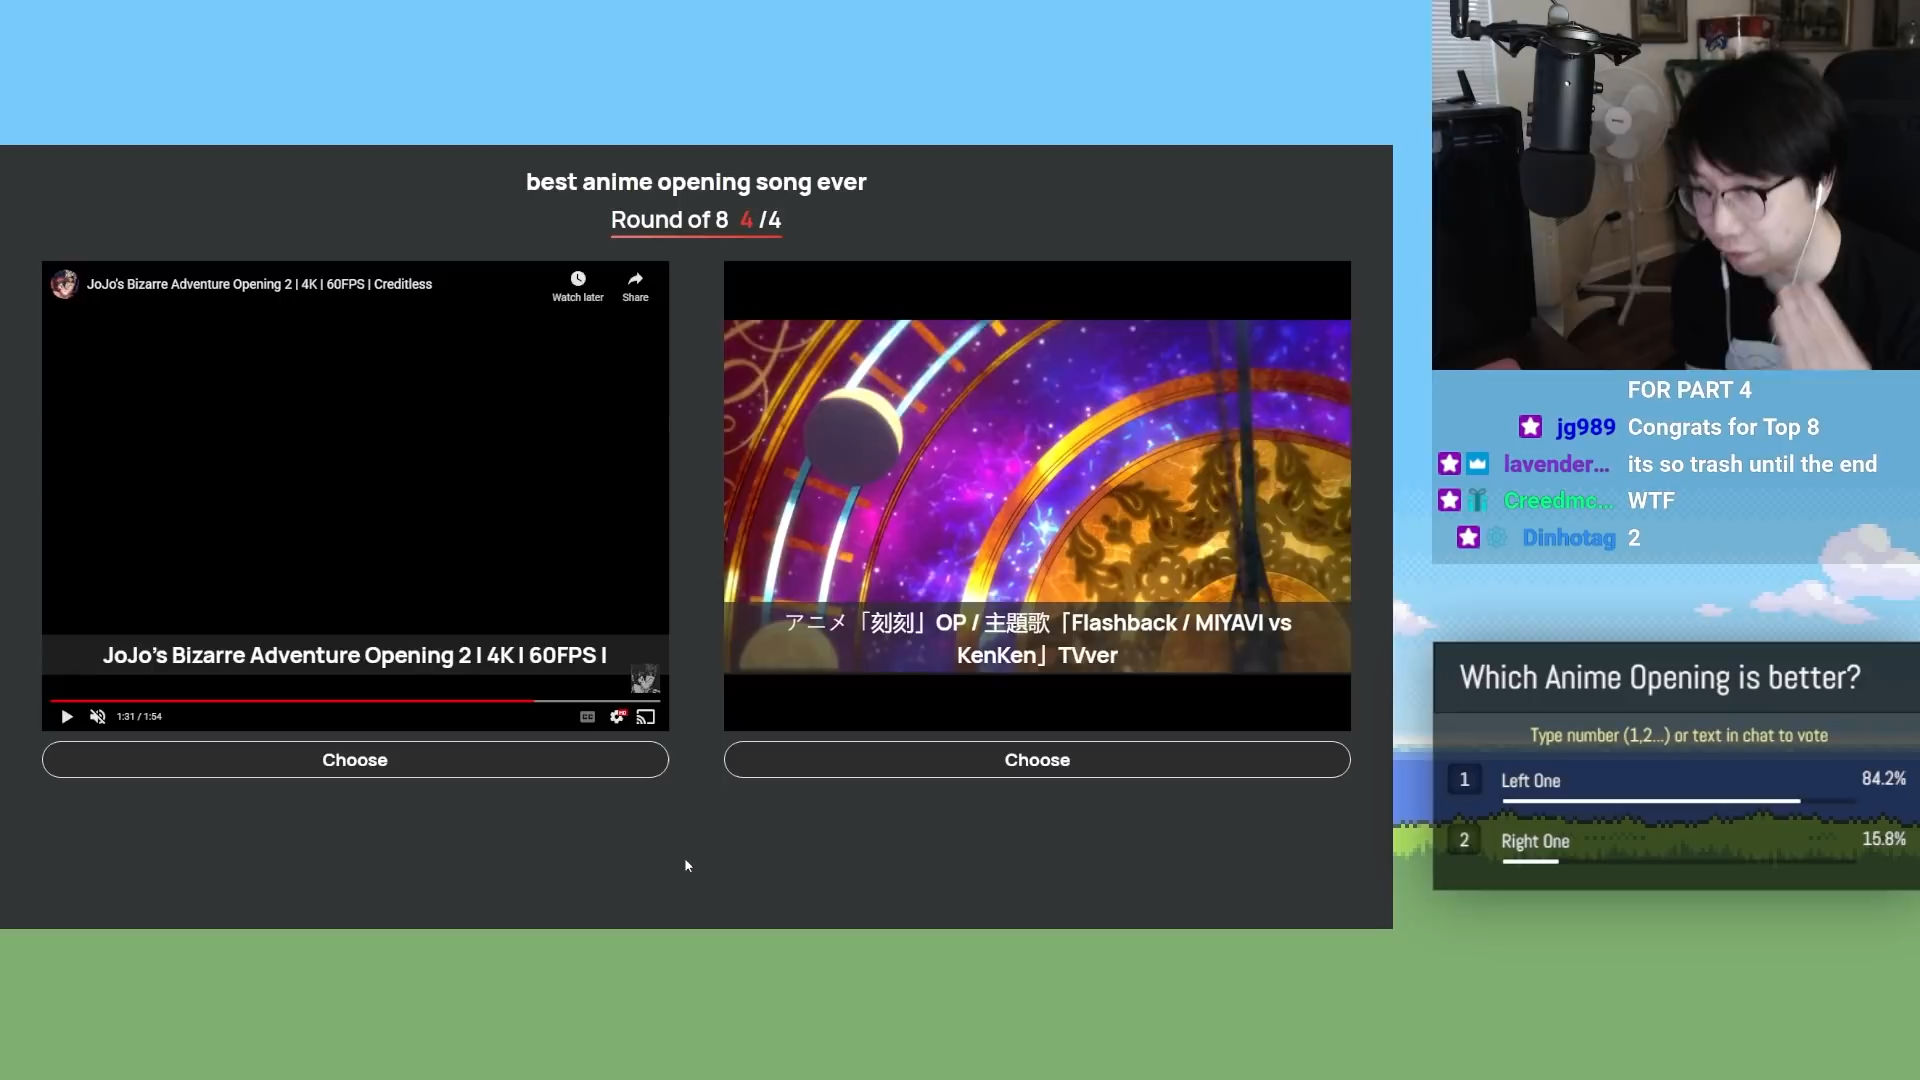 best anime opening song ever
Round of 8 4 /4
JoJo's Bizarre Adventure Opening 2 | 4K | 60FPS | Creditless
Watch later
Share
JoJo's Bizarre Adventure Opening 2 | 4K | 60FPS |
1:31 / 1:54
CC
HD
Choose
アニメ「刻刻」OP / 主題歌「Flashback / MIYAVI vs
KenKen」TVver
Choose
FOR PART 4
jg989 Congrats for Top 8
lavender... its so trash until the end
Creedmc... WTF
Dinhotag 2
Which Anime Opening is better?
Type number (1,2...) or text in chat to vote
1 Left One 84.2%
2 Right One 15.8%